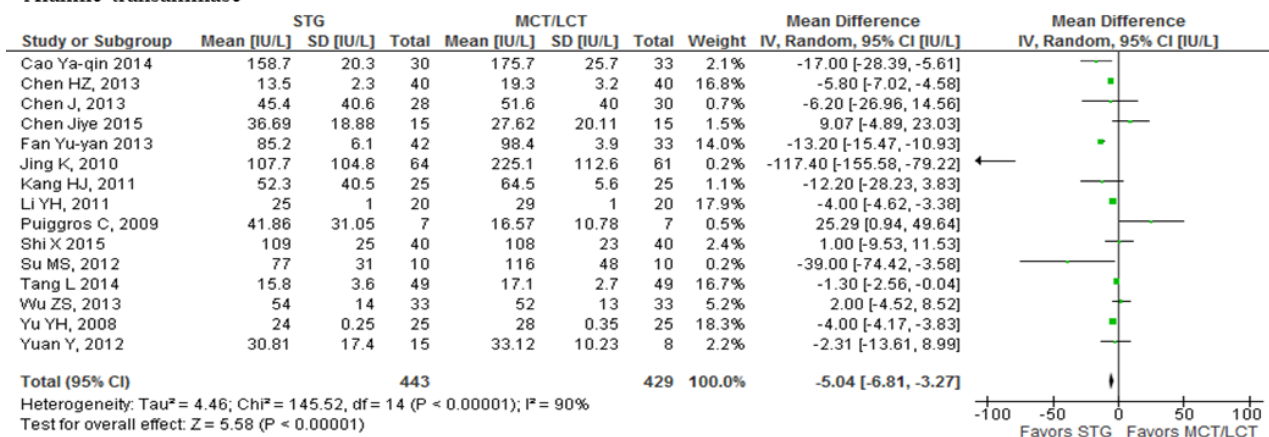 STG MCT/LCT Mean Difference Mean Difference
Study or Subgroup Mean [IU/L] SD [IU/L] Total Mean [IU/L] SD [IU/L] Total Weight IV, Random, 95% CI [IU/L] IV, Random, 95% CI [IU/L]
Cao Ya-qin 2014 158.7 20.3 30 175.7 25.7 33 2.1% -17.00 [-28.39, -5.61]
Chen HZ, 2013 13.5 2.3 40 19.3 3.2 40 16.8% -5.80 [-7.02, -4.58]
Chen J, 2013 45.4 40.6 28 51.6 40 30 0.7% -6.20 [-26.96, 14.56]
Chen Jiye 2015 36.69 18.88 15 27.62 20.11 15 1.5% 9.07 [-4.89, 23.03]
Fan Yu-yan 2013 85.2 6.1 42 98.4 3.9 33 14.0% -13.20 [-15.47, -10.93]
Jing K, 2010 107.7 104.8 64 225.1 112.6 61 0.2% -117.40 [-155.58, -79.22]
Kang HJ, 2011 52.3 40.5 25 64.5 5.6 25 1.1% -12.20 [-28.23, 3.83]
Li YH, 2011 25 1 20 29 1 20 17.9% -4.00 [-4.62, -3.38]
Puiggros C, 2009 41.86 31.05 7 16.57 10.78 7 0.5% 25.29 [0.94, 49.64]
Shi X 2015 109 25 40 108 23 40 2.4% 1.00 [-9.53, 11.53]
Su MS, 2012 77 31 10 116 48 10 0.2% -39.00 [-74.42, -3.58]
Tang L 2014 15.8 3.6 49 17.1 2.7 49 16.7% -1.30 [-2.56, -0.04]
Wu ZS, 2013 54 14 33 52 13 33 5.2% 2.00 [-4.52, 8.52]
Yu YH, 2008 24 0.25 25 28 0.35 25 18.3% -4.00 [-4.17, -3.83]
Yuan Y, 2012 30.81 17.4 15 33.12 10.23 8 2.2% -2.31 [-13.61, 8.99]
Total (95% CI) 443 429 100.0% -5.04 [-6.81, -3.27]
Heterogeneity: Tau² = 4.46; Chi² = 145.52, df = 14 (P < 0.00001); I² = 90%
Test for overall effect: Z = 5.58 (P < 0.00001)
-100 -50 0 50 100
Favors STG Favors MCT/LCT